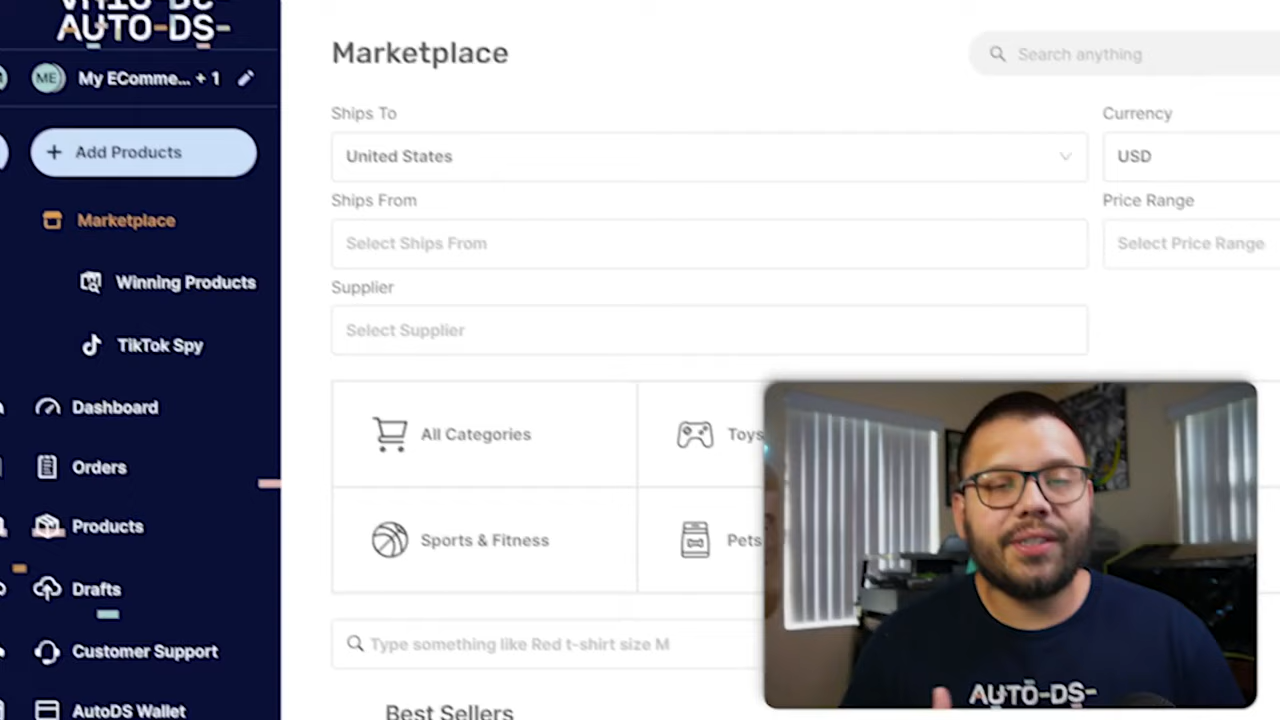 AUTO-DS-
ME
My EComme... + 1
+ Add Products
Marketplace
Winning Products
TikTok Spy
Dashboard
Orders
Products
Drafts
Customer Support
AutoDS Wallet
Marketplace
Search anything
Ships To
United States
Currency
USD
Ships From
Select Ships From
Price Range
Select Price Range
Supplier
Select Supplier
All Categories
Toys
Sports & Fitness
Pets
Type something like Red t-shirt size M
Best Sellers
AUTO-DS-